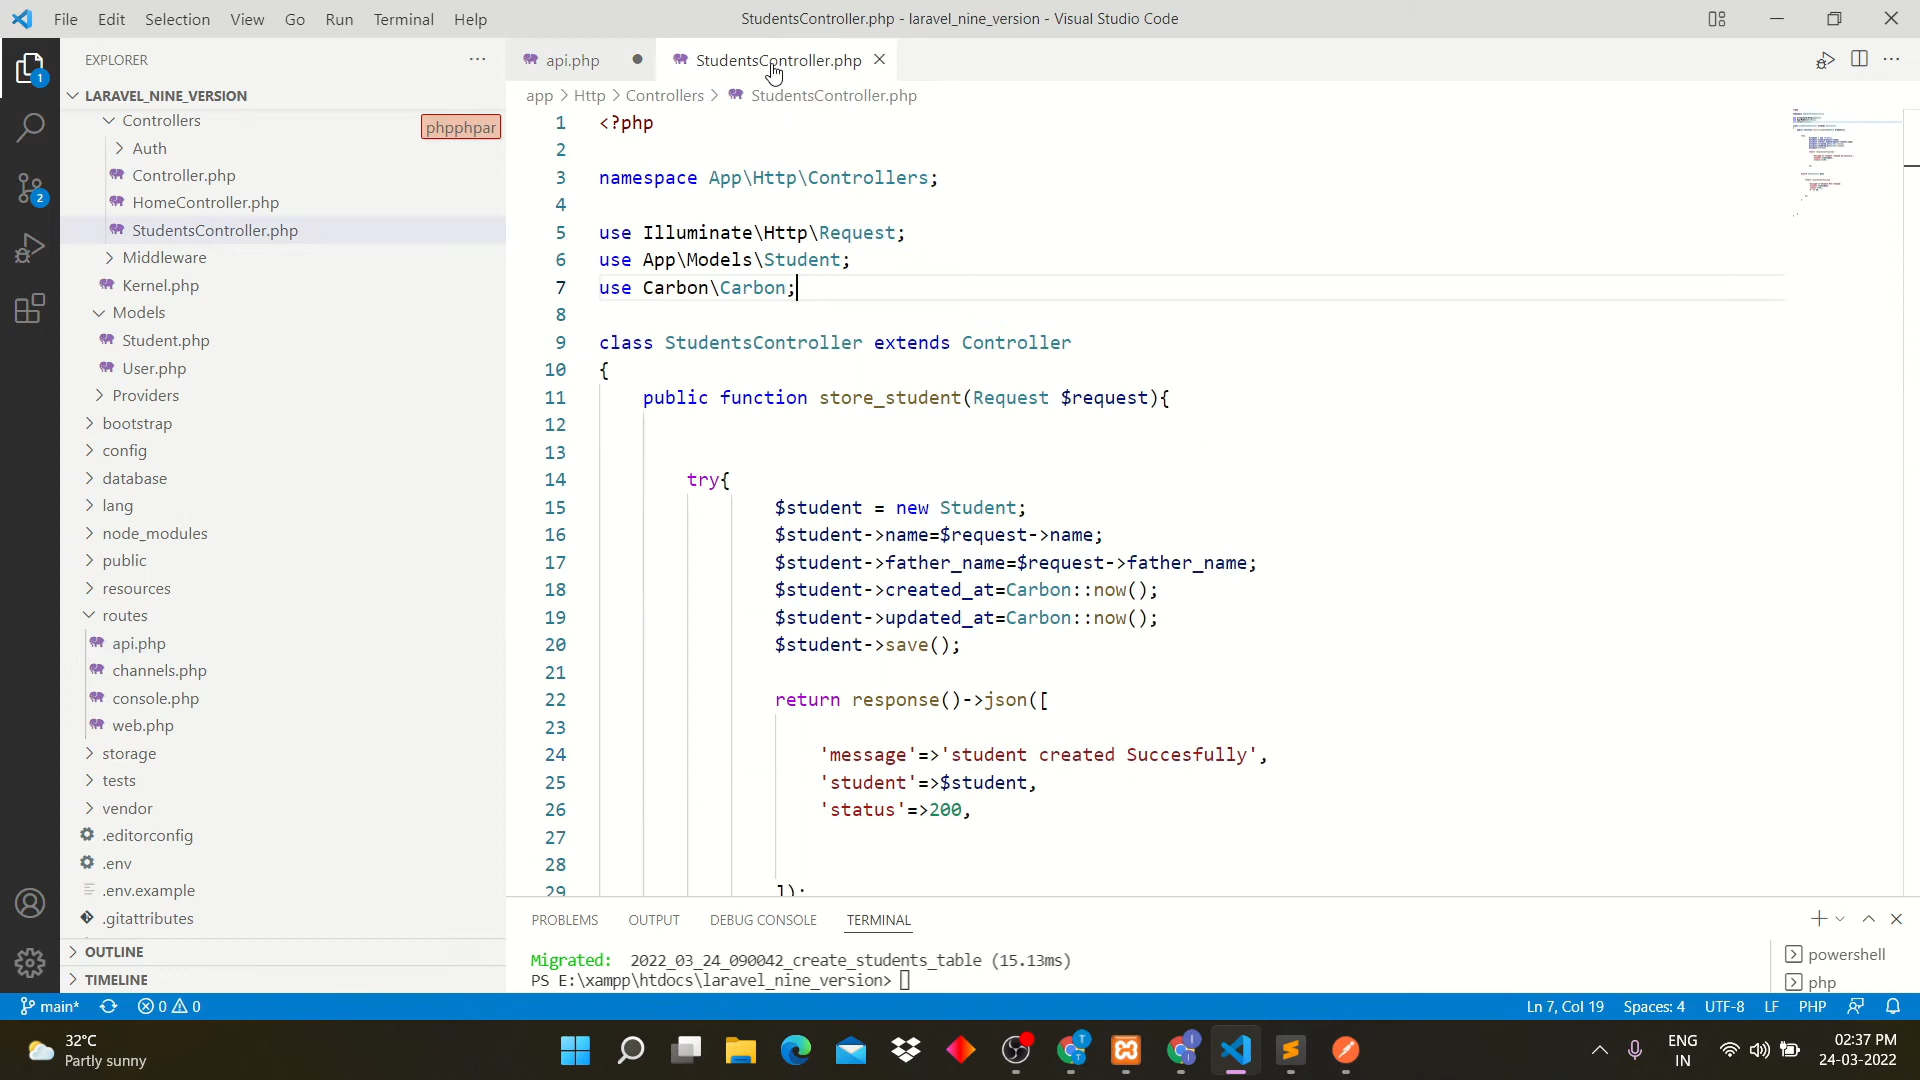 File Edit Selection View Go Run Terminal Help
StudentsController.php - laravel_nine_version - Visual Studio Code
EXPLORER
LARAVEL_NINE_VERSION
Controllers
phpphpar
Auth
Controller.php
HomeController.php
StudentsController.php
Middleware
Kernel.php
Models
Student.php
User.php
Providers
bootstrap
config
database
lang
node_modules
public
resources
routes
api.php
channels.php
console.php
web.php
storage
tests
vendor
.editorconfig
.env
.env.example
.gitattributes
OUTLINE
TIMELINE
1
2
api.php StudentsController.php
app > Http > Controllers > StudentsController.php
1 <?php
2
3 namespace App\Http\Controllers;
4
5 use Illuminate\Http\Request;
6 use App\Models\Student;
7 use Carbon\Carbon;
8
9 class StudentsController extends Controller
10 {
11 public function store_student(Request $request){
12
13
14 try{
15 $student = new Student;
16 $student->name=$request->name;
17 $student->father_name=$request->father_name;
18 $student->created_at=Carbon::now();
19 $student->updated_at=Carbon::now();
20 $student->save();
21
22 return response()->json([
23
24 'message'=>'student created Succesfully',
25 'student'=>$student,
26 'status'=>200,
27
28
29 ]);
PROBLEMS OUTPUT DEBUG CONSOLE TERMINAL
Migrated: 2022_03_24_090042_create_students_table (15.13ms)
PS E:\xampp\htdocs\laravel_nine_version>
powershell
php
main* 0 0
Ln 7, Col 19 Spaces: 4 UTF-8 LF PHP
32°C
Partly sunny
T
I
ENG
IN
02:37 PM
24-03-2022